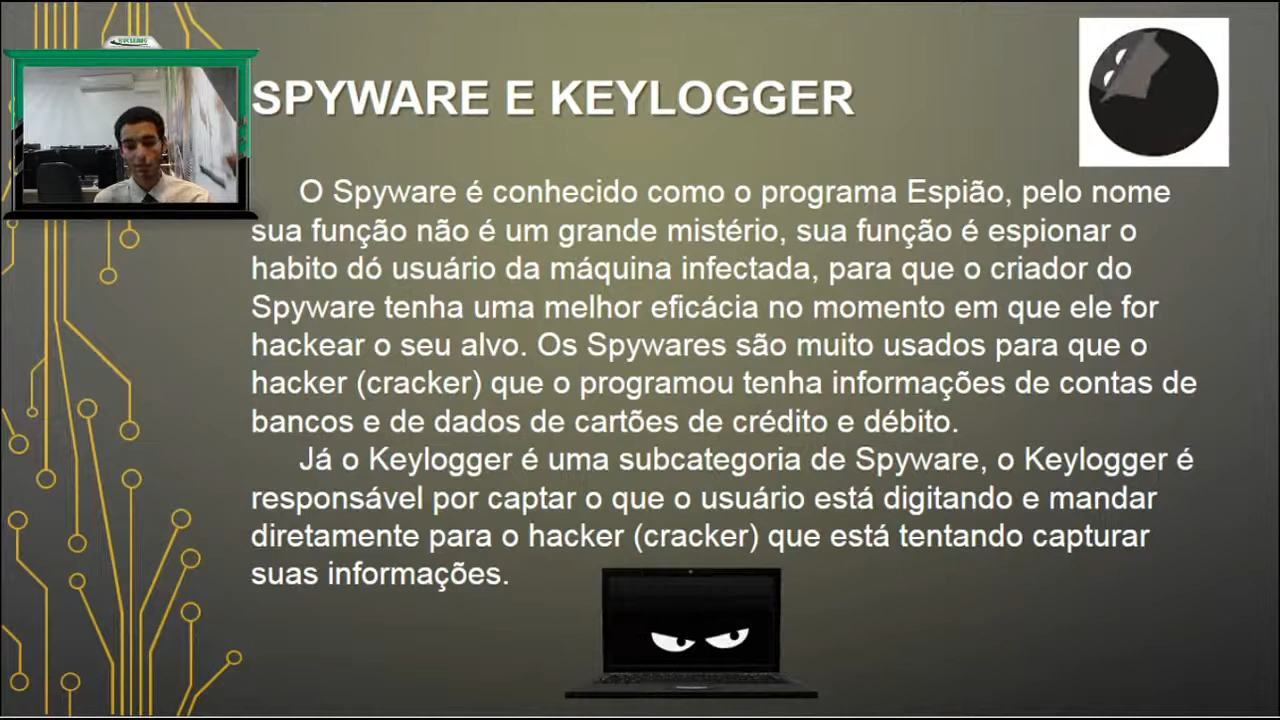 SPYWARE E KEYLOGGER
O Spyware é conhecido como o programa Espião, pelo nome
sua função não é um grande mistério, sua função é espionar o
habito dó usuário da máquina infectada, para que o criador do
Spyware tenha uma melhor eficácia no momento em que ele for
hackear o seu alvo. Os Spywares são muito usados para que o
hacker (cracker) que o programou tenha informações de contas de
bancos e de dados de cartões de crédito e débito.
Já o Keylogger é uma subcategoria de Spyware, o Keylogger é
responsável por captar o que o usuário está digitando e mandar
diretamente para o hacker (cracker) que está tentando capturar
suas informações.